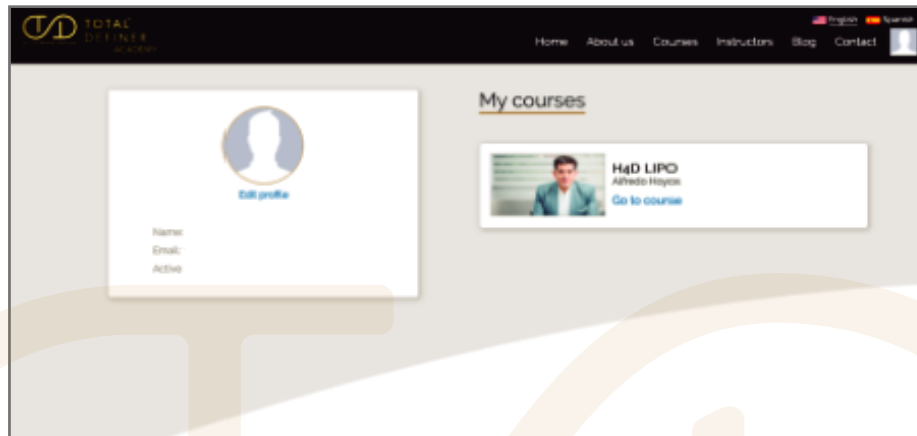 TOTAL
DEFINER
ACADEMY
English Spanish
Home About us Courses Instructors Blog Contact
My courses
Edit profile
Name:
Email:
Active
H4D LIPO
Alfredo Hoyos
Go to course